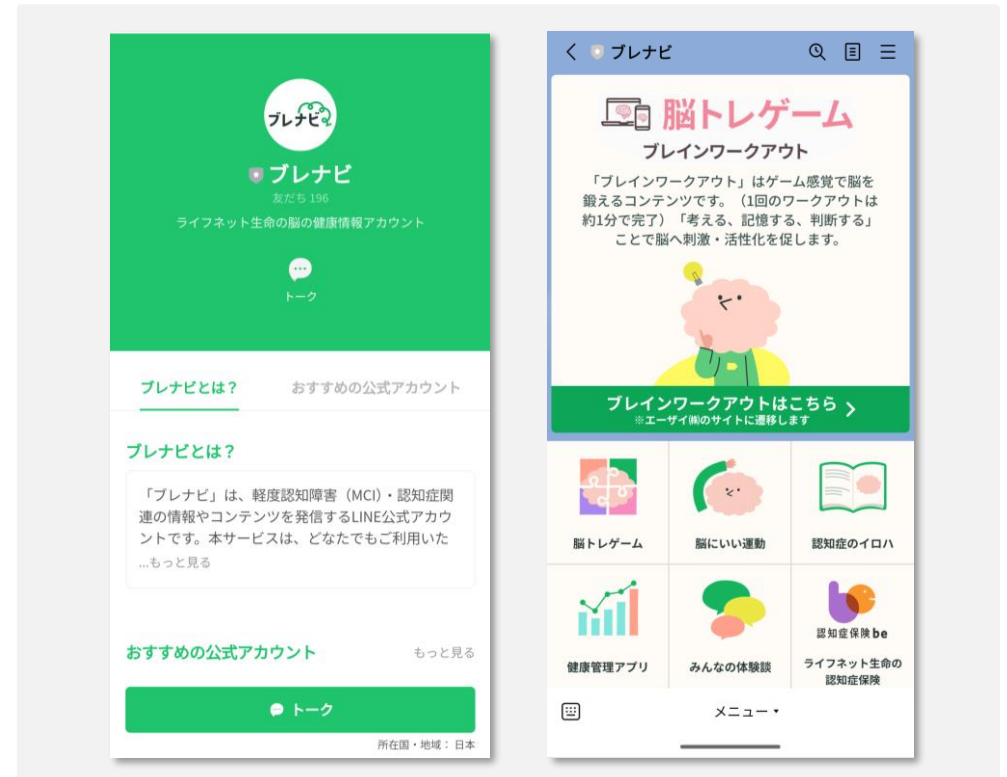 ブレナビ
ブレナビ
友だち 196
ライフネット生命の脳の健康情報アカウント
トーク
ブレナビとは?
おすすめの公式アカウント
ブレナビとは?
「ブレナビ」は、軽度認知障害（MCI）・認知症関
連の情報やコンテンツを発信するLINE公式アカウ
ントです。本サービスは、どなたでもご利用いた
...もっと見る
おすすめの公式アカウント
もっと見る
トーク
所在国・地域： 日本
ブレナビ
脳トレゲーム
ブレインワークアウト
「ブレインワークアウト」はゲーム感覚で脳を
鍛えるコンテンツです。（1回のワークアウトは
約1分で完了）「考える、記憶する、判断する」
ことで脳へ刺激・活性化を促します。
ブレインワークアウトはこちら
※エーザイ㈱のサイトに遷移します
脳トレゲーム
脳にいい運動
認知症のイロハ
健康管理アプリ
みんなの体験談
認知症保険be
ライフネット生命の
認知症保険
メニュー